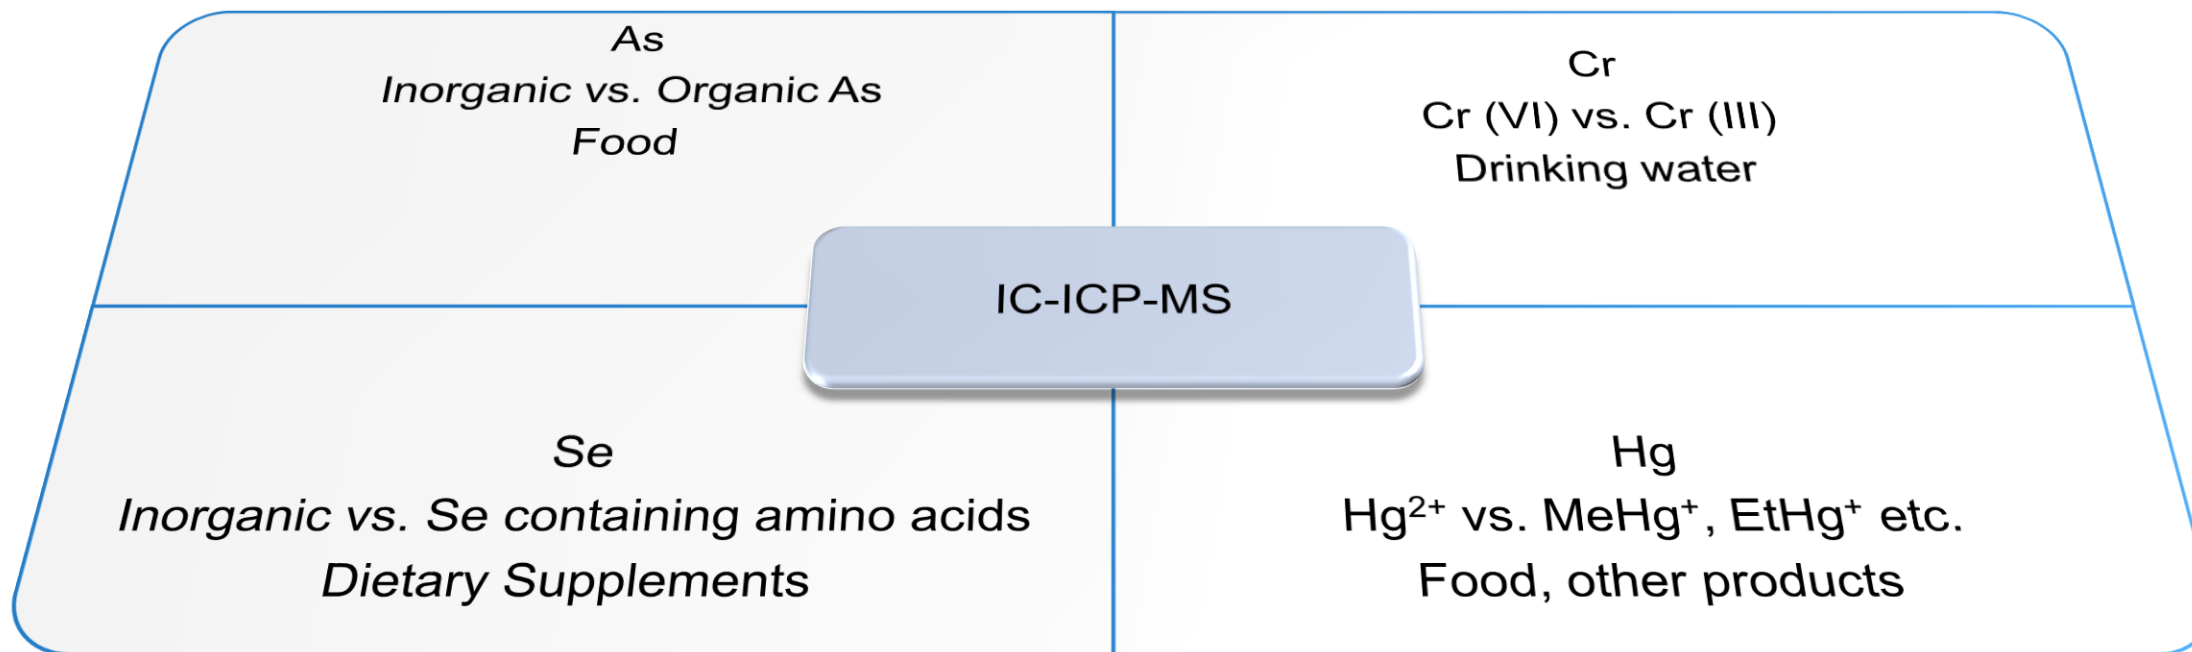 As
Inorganic vs. Organic As
Food
Cr
Cr (VI) vs. Cr (III)
Drinking water
IC-ICP-MS
Se
Inorganic vs. Se containing amino acids
Dietary Supplements
Hg
Hg²⁺ vs. MeHg⁺, EtHg⁺ etc.
Food, other products